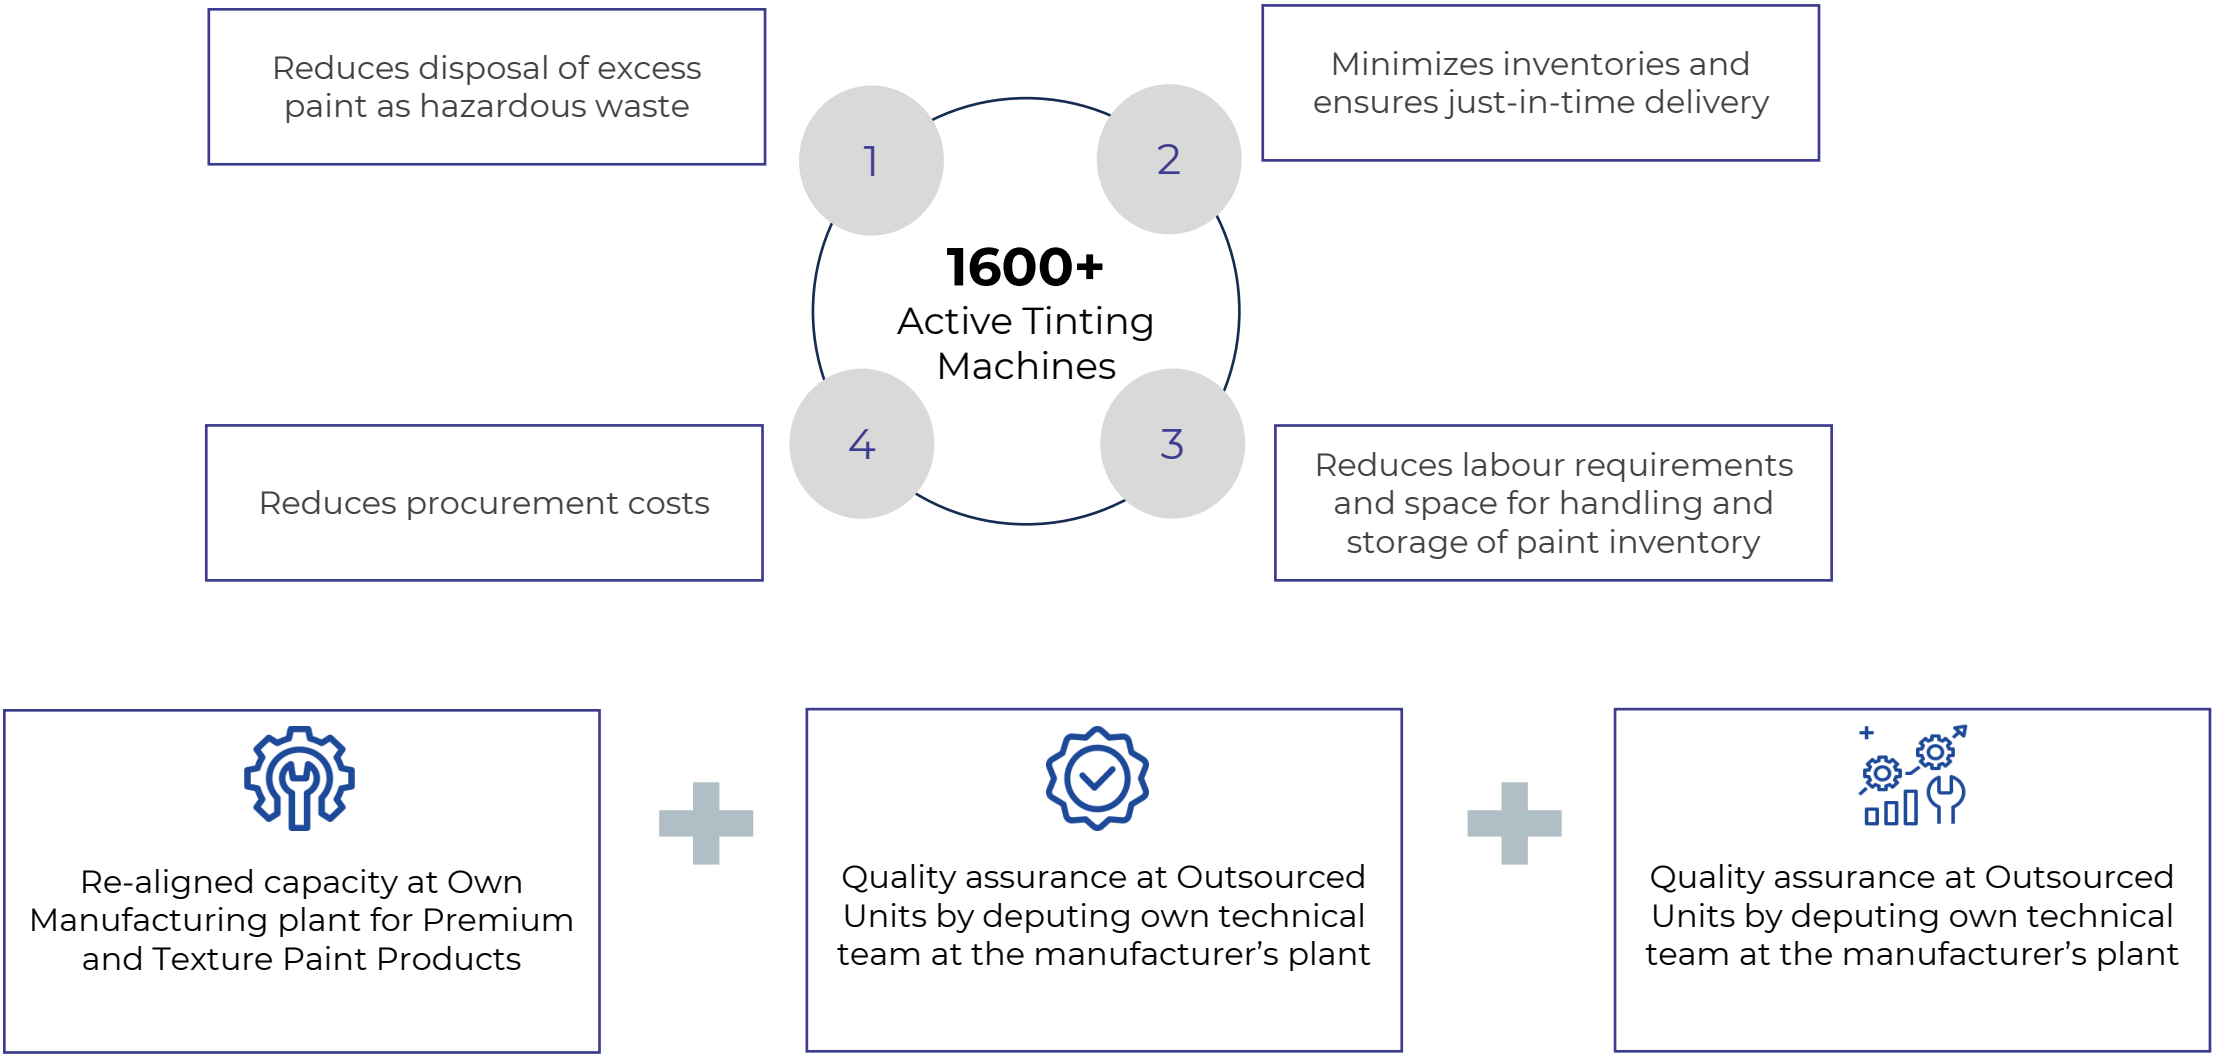 Reduces disposal of excess
paint as hazardous waste
1
2
Minimizes inventories and
ensures just-in-time delivery
1600+
Active Tinting
Machines
Reduces procurement costs
4
3
Reduces labour requirements
and space for handling and
storage of paint inventory
Re-aligned capacity at Own
Manufacturing plant for Premium
and Texture Paint Products
Quality assurance at Outsourced
Units by deputing own technical
team at the manufacturer’s plant
Quality assurance at Outsourced
Units by deputing own technical
team at the manufacturer’s plant